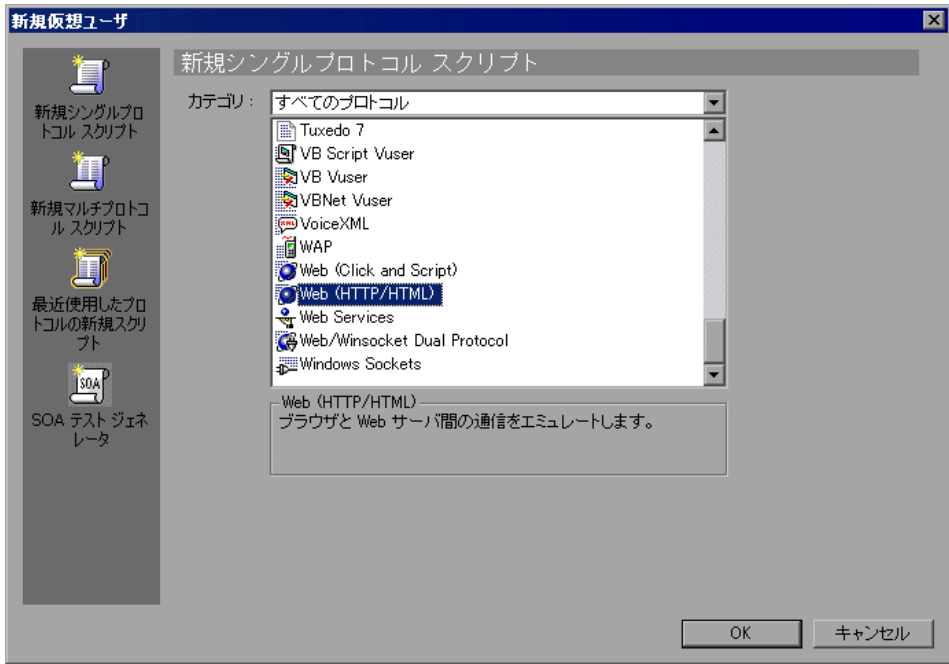 新規仮想ユーザ
新規シングルプロ
トコル スクリプト
新規マルチプロトコ
ル スクリプト
最近使用したプロ
トコルの新規スクリ
プト
SOA
SOA テスト ジェネ
レータ
新規シングルプロトコル スクリプト
カテゴリ: すべてのプロトコル
Tuxedo 7
VB Script Vuser
VB Vuser
VBNet Vuser
VoiceXML
WAP
Web (Click and Script)
Web (HTTP/HTML)
Web Services
Web/Winsocket Dual Protocol
Windows Sockets
Web (HTTP/HTML)
ブラウザと Web サーバ間の通信をエミュレートします。
OK キャンセル